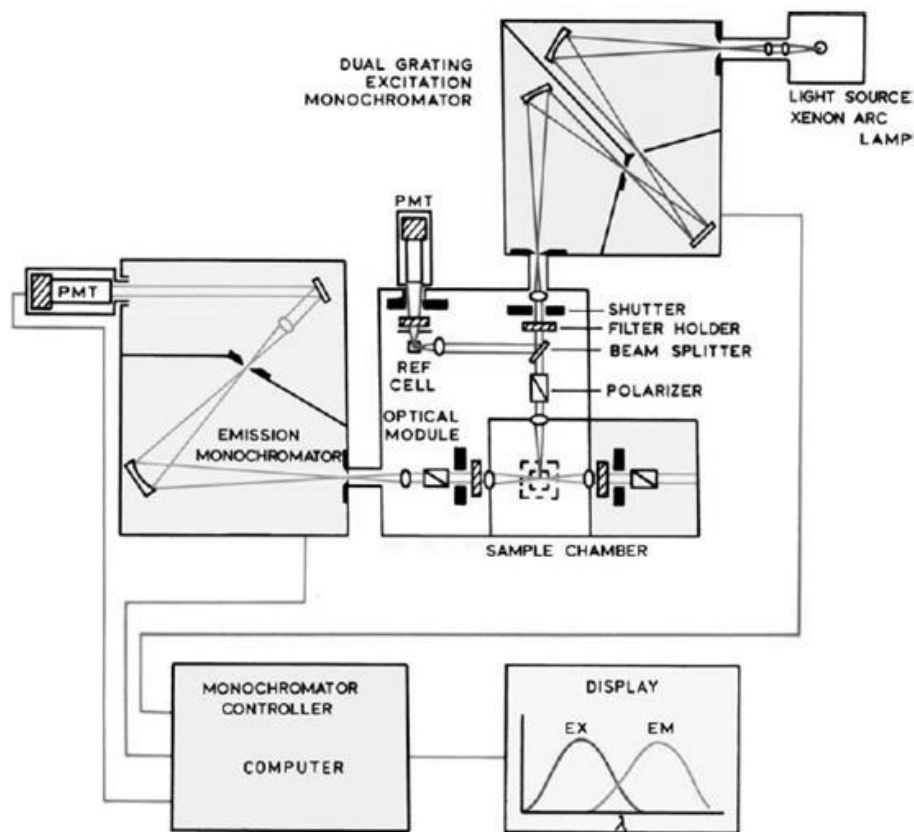 DUAL GRATING
EXCITATION
MONOCHROMATOR
LIGHT SOURCE
XENON ARC
LAMP
PMT
PMT
SHUTTER
FILTER HOLDER
BEAM SPLITTER
REF
CELL
POLARIZER
OPTICAL
MODULE
EMISSION
MONOCHROMATOR
SAMPLE CHAMBER
MONOCHROMATOR
CONTROLLER
COMPUTER
DISPLAY
EX EM
λ